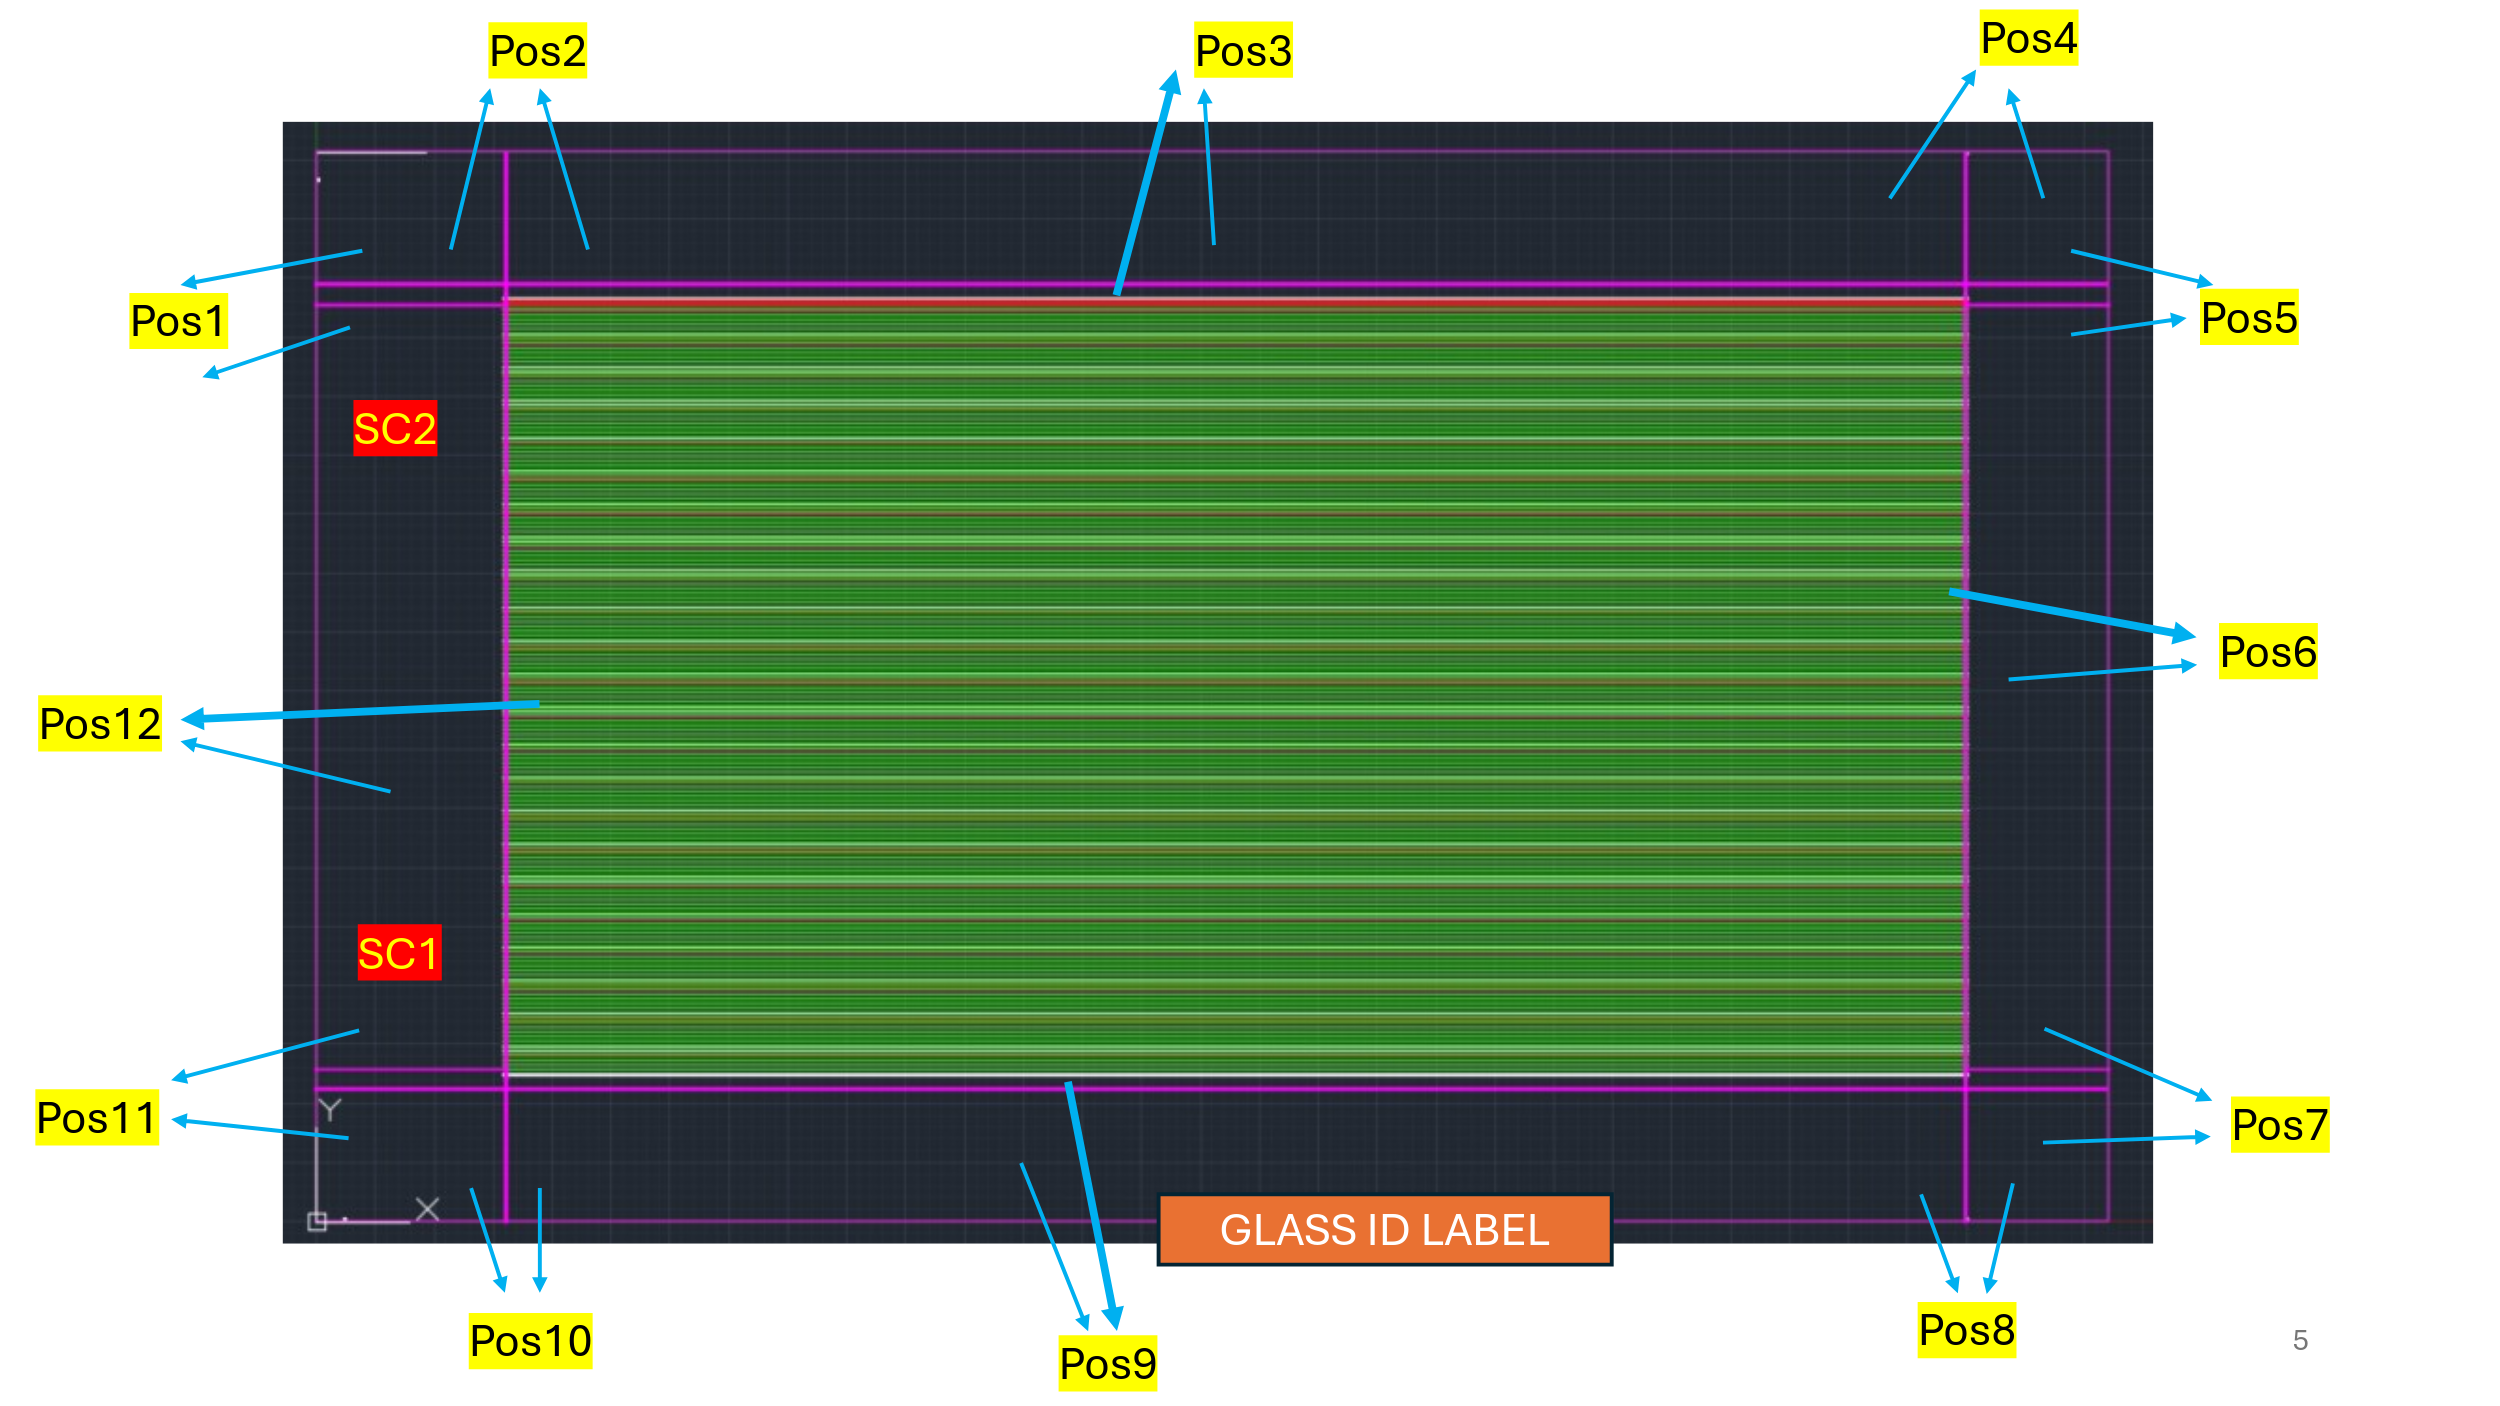 Pos2
Pos3
Pos4
Pos1
Pos5
SC2
Pos6
Pos12
SC1
Pos11
Y
Pos7
X
GLASS ID LABEL
Pos10
Pos9
Pos8
5